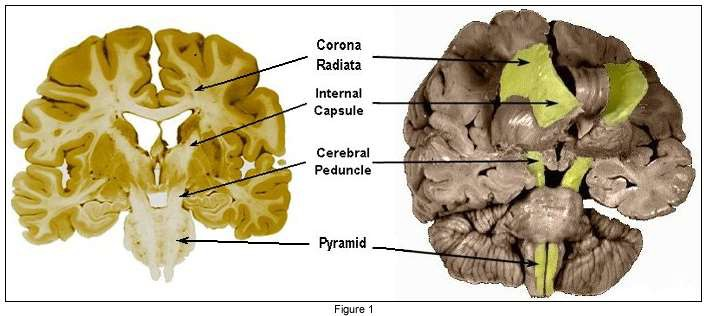 Corona
Radiata
Internal
Capsule
Cerebral
Peduncle
Pyramid
Figure 1